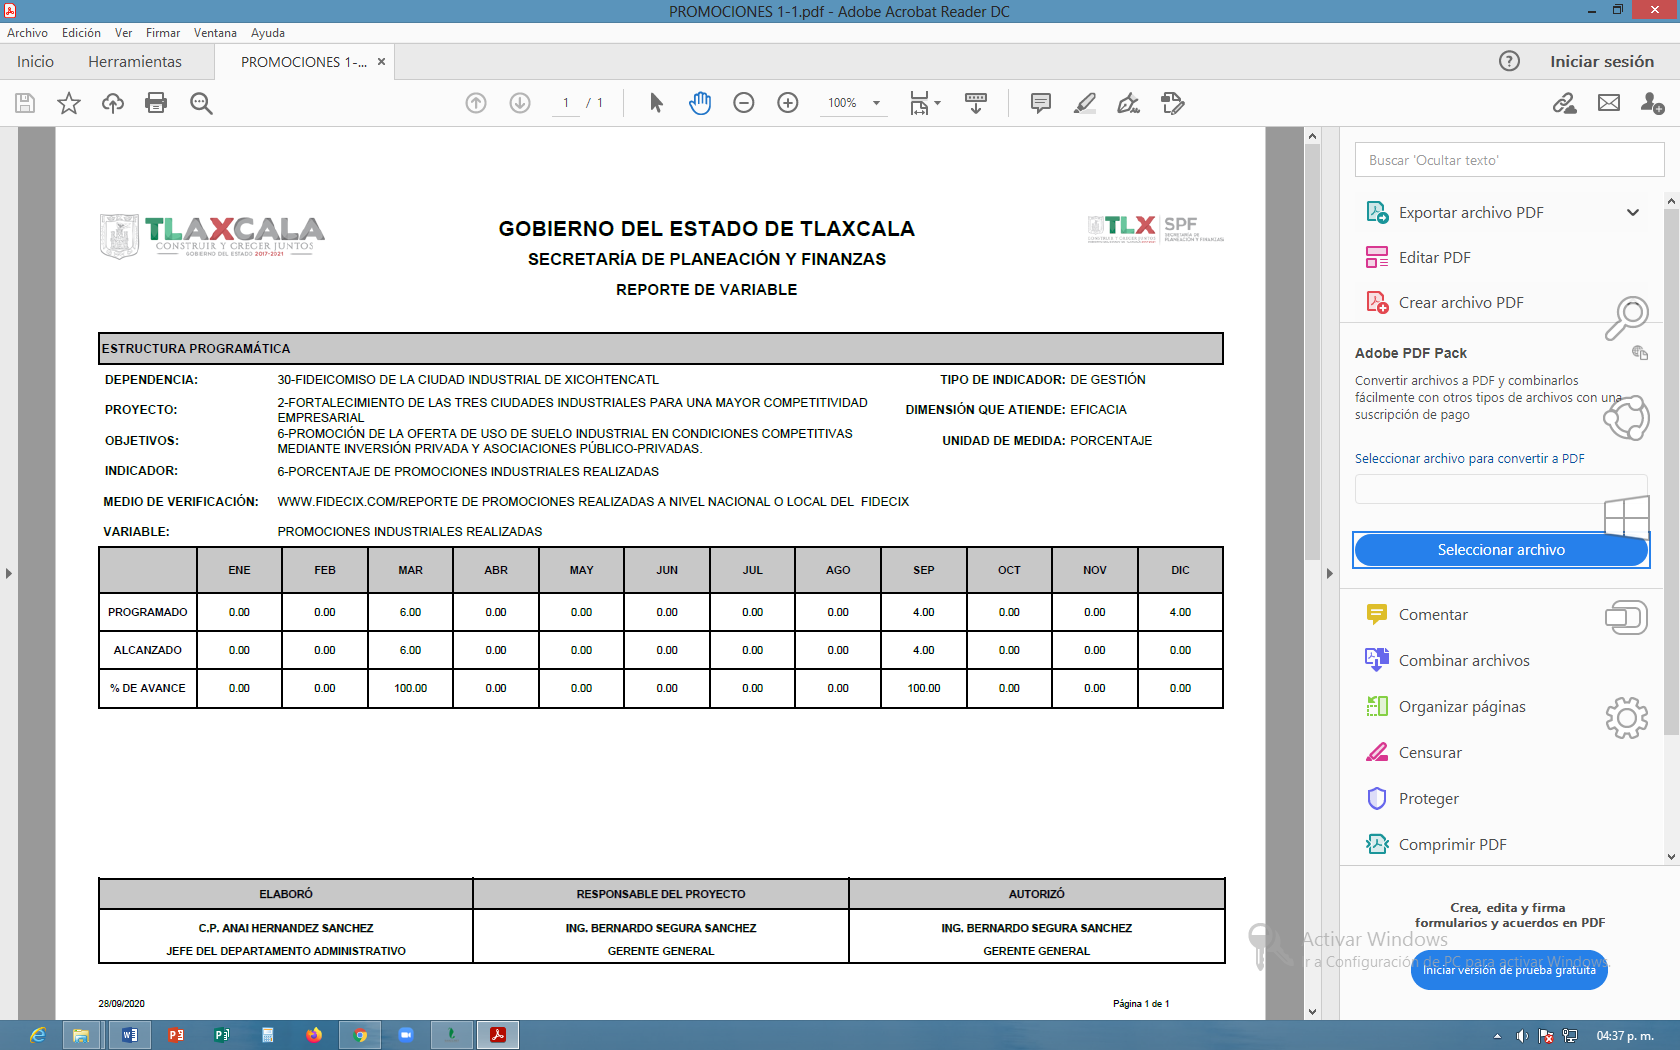 PROMOCIONES 1-1.pdf - Adobe Acrobat Reader DC
Archivo Edición Ver Firmar Ventana Ayuda
Inicio Herramientas PROMOCIONES 1-... × ? Iniciar sesión
1 / 1 100%
TLAXCALA
CONSTRUIR Y CRECER JUNTOS
GOBIERNO DEL ESTADO 2017-2021
GOBIERNO DEL ESTADO DE TLAXCALA
SECRETARÍA DE PLANEACIÓN Y FINANZAS
REPORTE DE VARIABLE
TLX SPF
SECRETARÍA DE
PLANEACIÓN Y FINANZAS
ESTRUCTURA PROGRAMÁTICA
DEPENDENCIA: 30-FIDEICOMISO DE LA CIUDAD INDUSTRIAL DE XICOHTENCATL TIPO DE INDICADOR: DE GESTIÓN
PROYECTO: 2-FORTALECIMIENTO DE LAS TRES CIUDADES INDUSTRIALES PARA UNA MAYOR COMPETITIVIDAD
EMPRESARIAL DIMENSIÓN QUE ATIENDE: EFICACIA
OBJETIVOS: 6-PROMOCIÓN DE LA OFERTA DE USO DE SUELO INDUSTRIAL EN CONDICIONES COMPETITIVAS
MEDIANTE INVERSIÓN PRIVADA Y ASOCIACIONES PÚBLICO-PRIVADAS. UNIDAD DE MEDIDA: PORCENTAJE
INDICADOR: 6-PORCENTAJE DE PROMOCIONES INDUSTRIALES REALIZADAS
MEDIO DE VERIFICACIÓN: WWW.FIDECIX.COM/REPORTE DE PROMOCIONES REALIZADAS A NIVEL NACIONAL O LOCAL DEL FIDECIX
VARIABLE: PROMOCIONES INDUSTRIALES REALIZADAS
ENE FEB MAR ABR MAY JUN JUL AGO SEP OCT NOV DIC
PROGRAMADO 0.00 0.00 6.00 0.00 0.00 0.00 0.00 0.00 4.00 0.00 0.00 4.00
ALCANZADO 0.00 0.00 6.00 0.00 0.00 0.00 0.00 0.00 4.00 0.00 0.00 0.00
% DE AVANCE 0.00 0.00 100.00 0.00 0.00 0.00 0.00 0.00 100.00 0.00 0.00 0.00
ELABORÓ RESPONSABLE DEL PROYECTO AUTORIZÓ
C.P. ANAI HERNANDEZ SANCHEZ ING. BERNARDO SEGURA SANCHEZ ING. BERNARDO SEGURA SANCHEZ
JEFE DEL DEPARTAMENTO ADMINISTRATIVO GERENTE GENERAL GERENTE GENERAL
28/09/2020 Página 1 de 1
Buscar 'Ocultar texto'
Exportar archivo PDF
Editar PDF
Crear archivo PDF
Adobe PDF Pack
Convertir archivos a PDF y combinarlos
fácilmente con otros tipos de archivos con una
suscripción de pago
Seleccionar archivo para convertir a PDF
Seleccionar archivo
Comentar
Combinar archivos
Organizar páginas
Censurar
Proteger
Comprimir PDF
Crea, edita y firma
formularios y acuerdos en PDF
Activar Windows
Ir a Configuración de PC para activar Windows.
Iniciar versión de prueba gratuita
04:37 p. m.